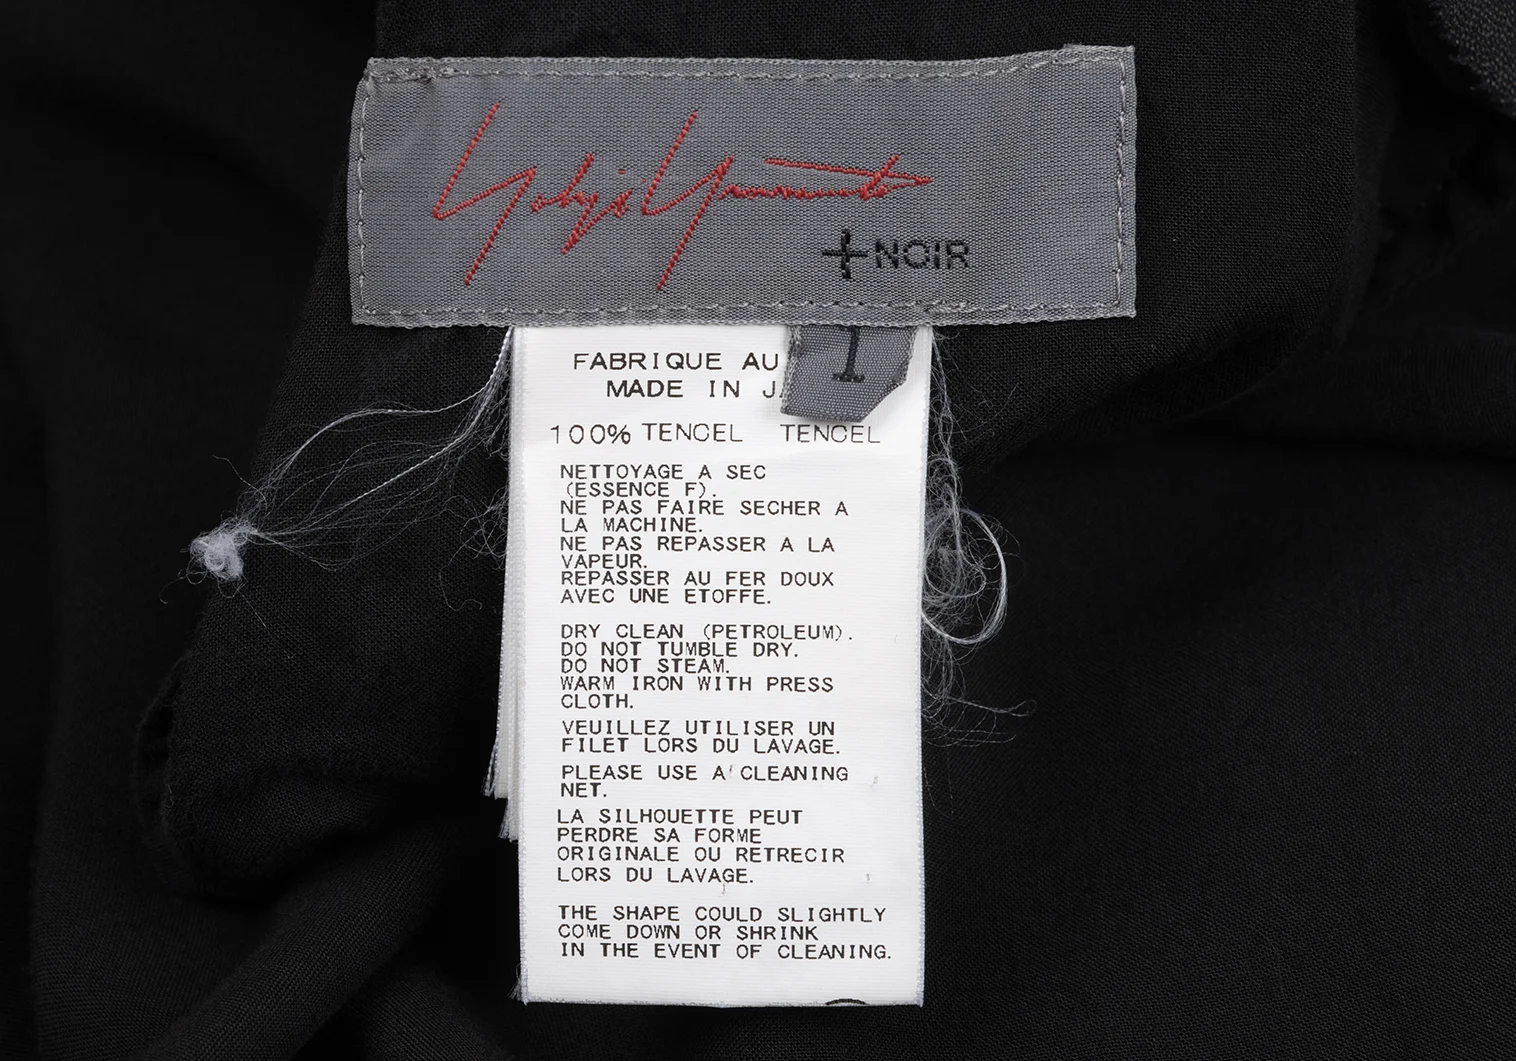 Yohji Yamamoto
+NOIR
1
FABRIQUE AU
MADE IN JA
100% TENCEL TENCEL
NETTOYAGE A SEC
(ESSENCE F).
NE PAS FAIRE SECHER A
LA MACHINE.
NE PAS REPASSER A LA
VAPEUR.
REPASSER AU FER DOUX
AVEC UNE ETOFFE.
DRY CLEAN (PETROLEUM).
DO NOT TUMBLE DRY.
DO NOT STEAM.
WARM IRON WITH PRESS
CLOTH.
VEUILLEZ UTILISER UN
FILET LORS DU LAVAGE.
PLEASE USE A CLEANING
NET.
LA SILHOUETTE PEUT
PERDRE SA FORME
ORIGINALE OU RETRECIR
LORS DU LAVAGE.
THE SHAPE COULD SLIGHTLY
COME DOWN OR SHRINK
IN THE EVENT OF CLEANING.